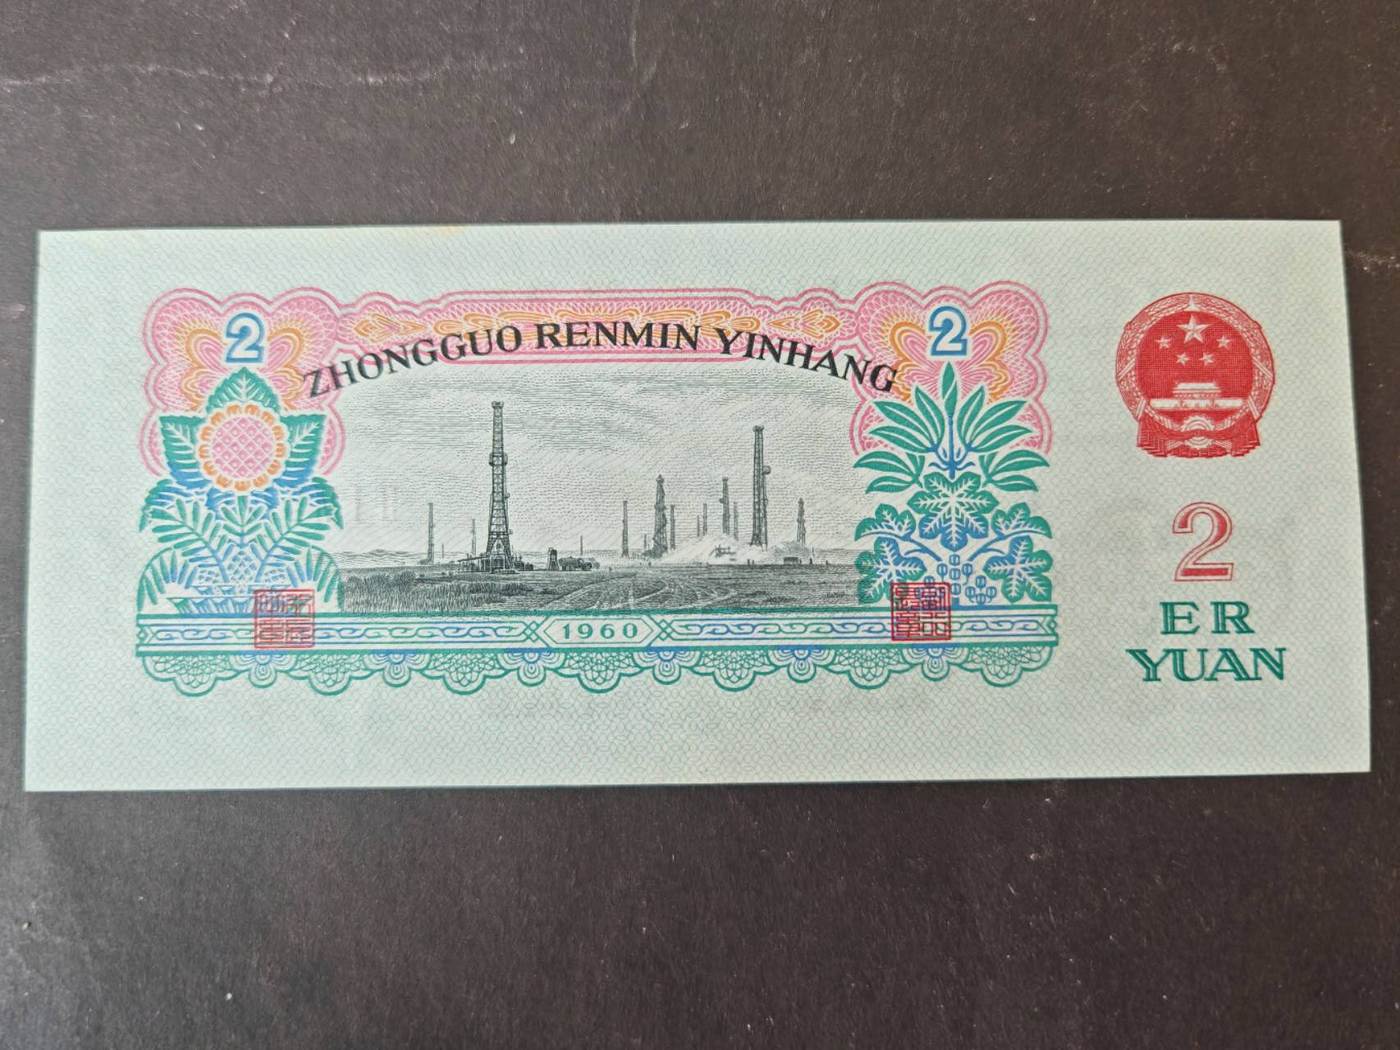 2
2
ZHONGGUO RENMIN YINHANG
1960
2
ER
YUAN